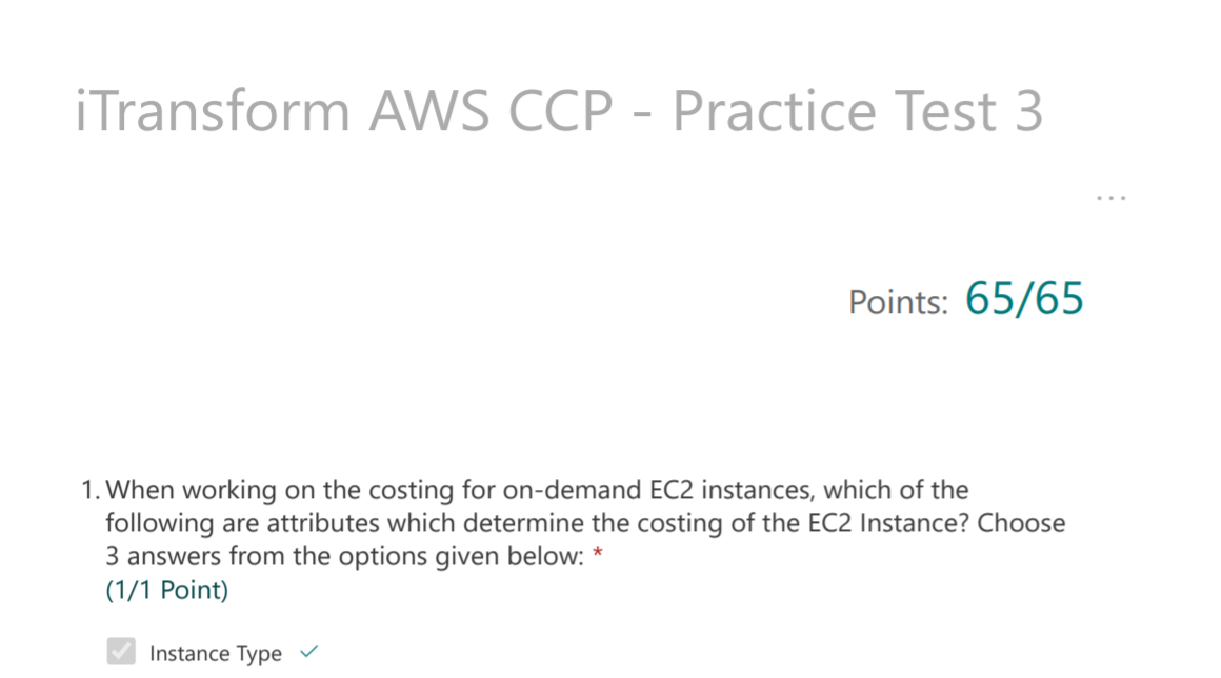 iTransform AWS CCP - Practice Test 3
...
Points: 65/65
1. When working on the costing for on-demand EC2 instances, which of the
following are attributes which determine the costing of the EC2 Instance? Choose
3 answers from the options given below: *
(1/1 Point)
Instance Type